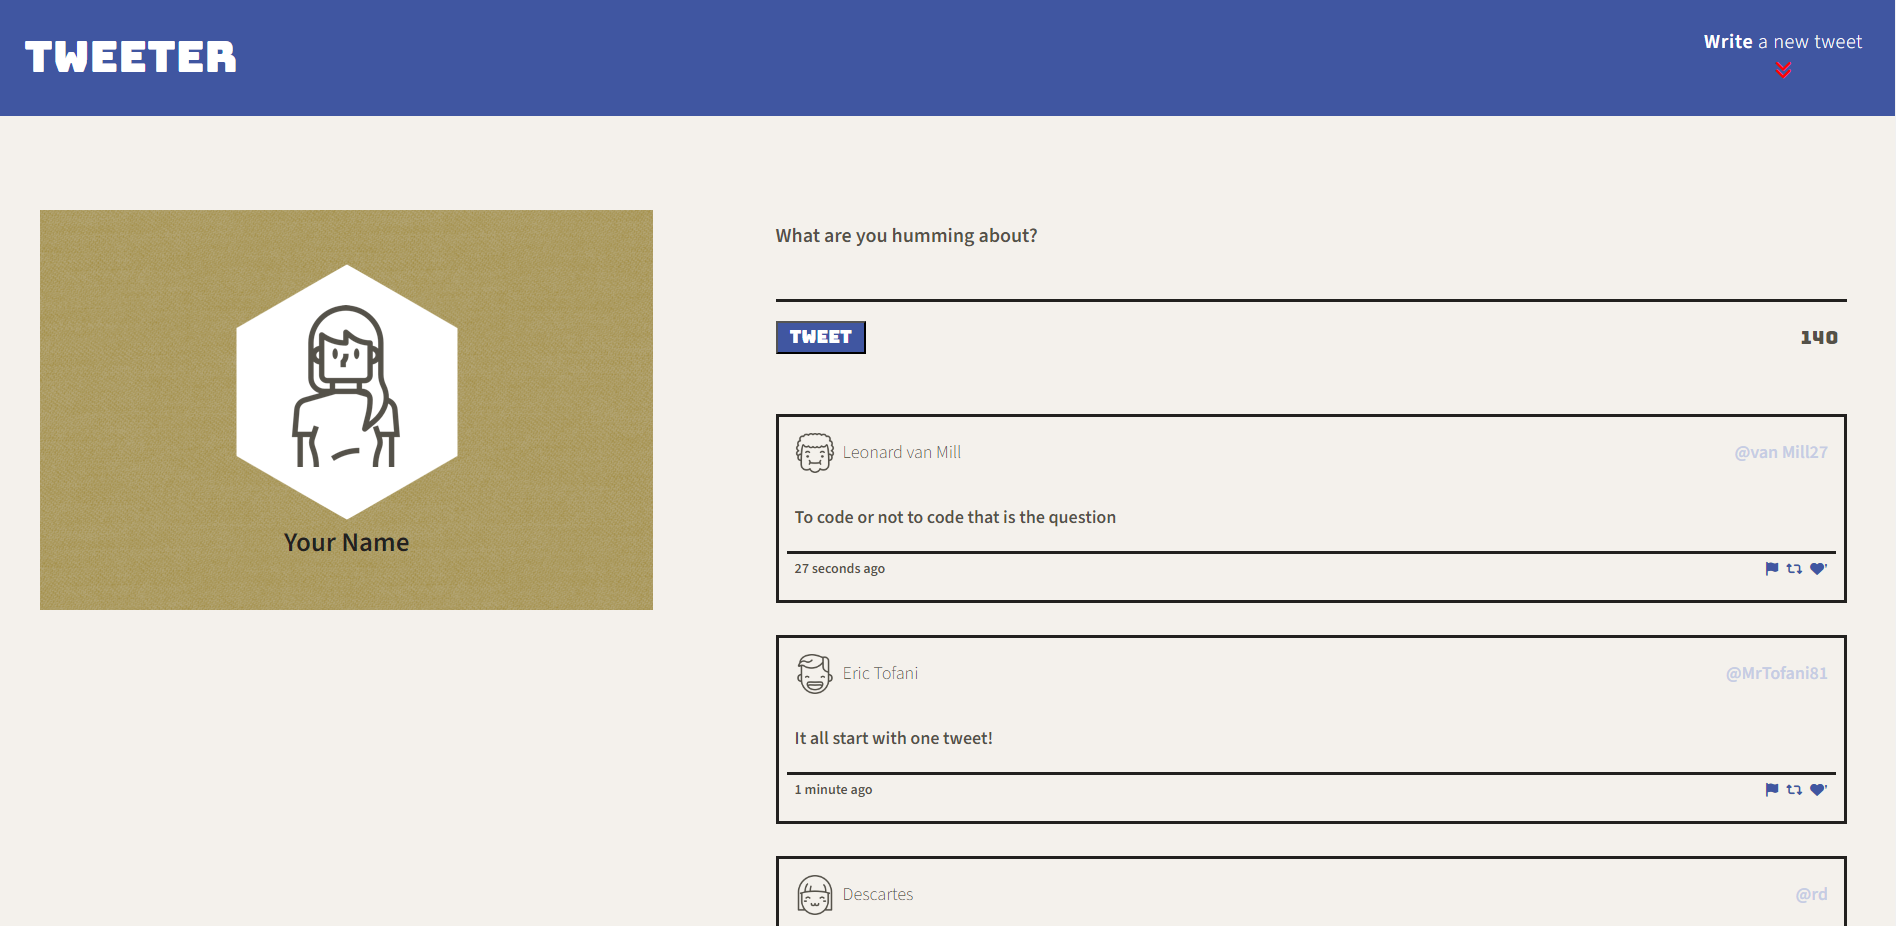 TWEETER
Write a new tweet
Your Name
What are you humming about?
TWEET
140
Leonard van Mill
@van Mill27
To code or not to code that is the question
27 seconds ago
Eric Tofani
@MrTofani81
It all start with one tweet!
1 minute ago
Descartes
@rd